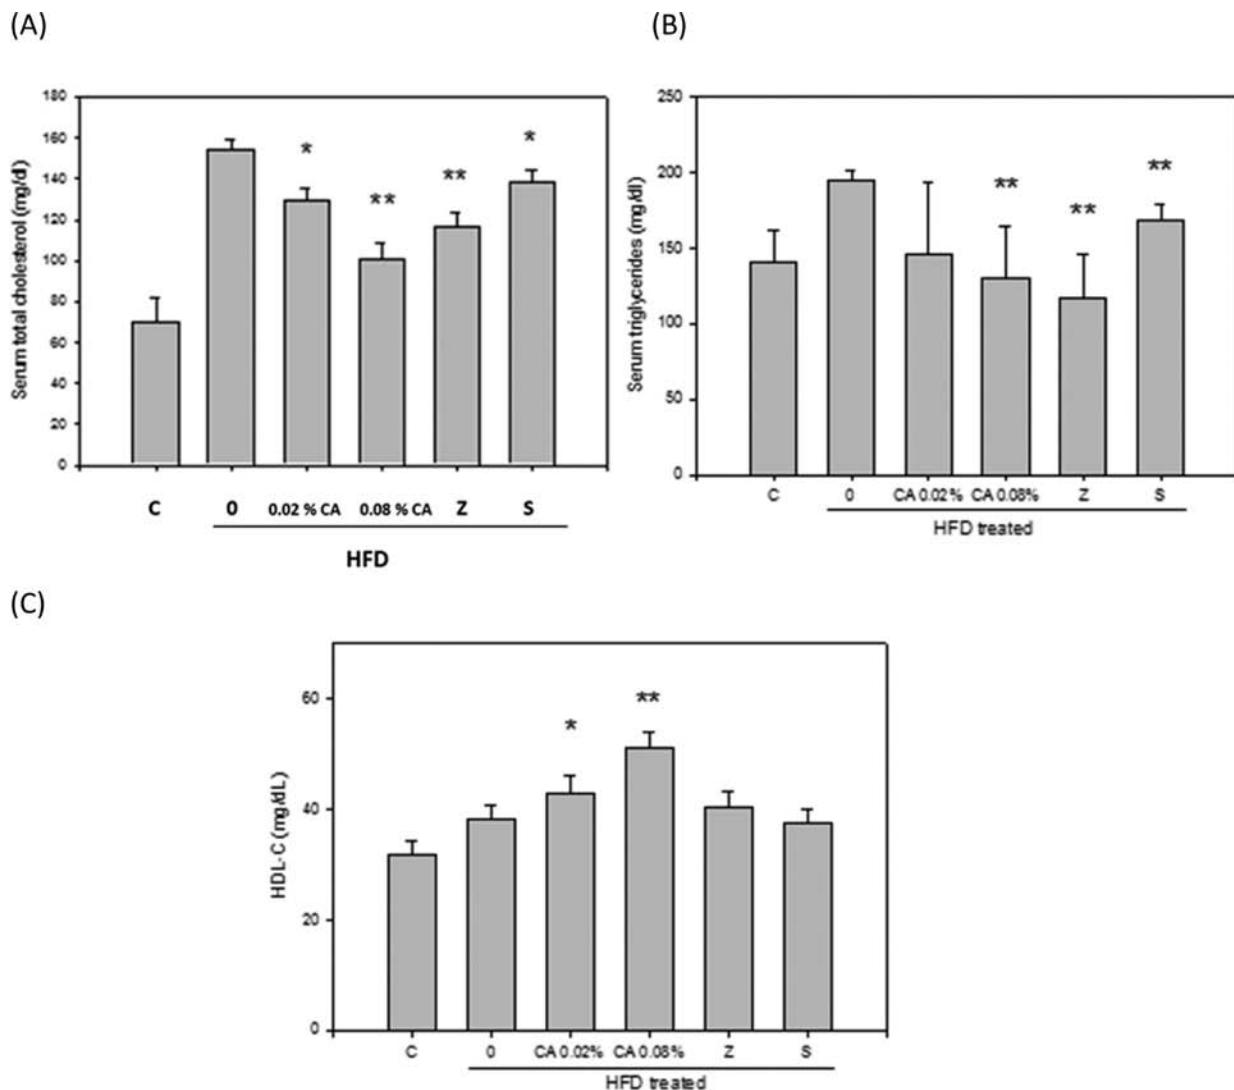 (A)
180
160
140
120
100
80
60
40
20
0
Serum total cholesterol (mg/dl)
*
**
**
*
C 0 0.02 % CA 0.08 % CA Z S
HFD
(B)
250
200
150
100
50
0
Serum triglycerides (mg/dl)
**
**
**
C 0 CA 0.02% CA 0.08% Z S
HFD treated
(C)
60
40
20
0
HDL-C (mg/dL)
*
**
C 0 CA 0.02% CA 0.08% Z S
HFD treated